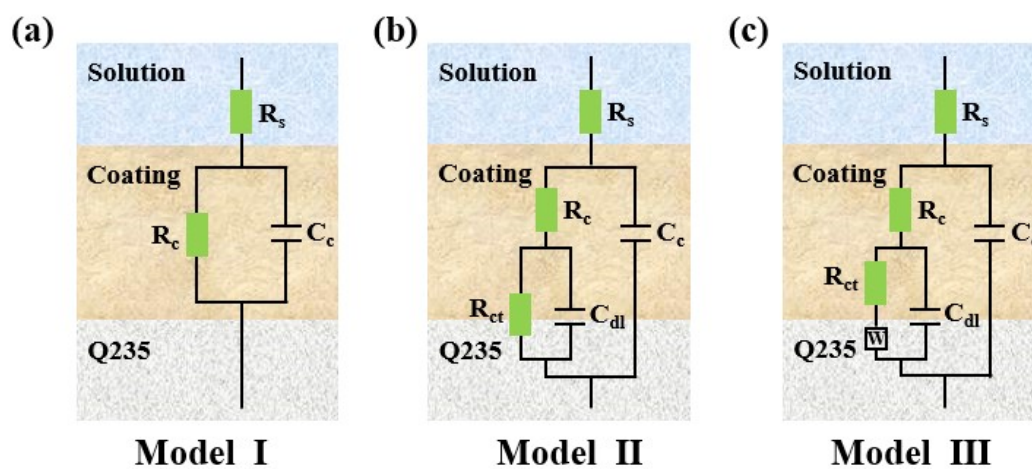 (a)
Solution
Rs
Coating
Rc
Cc
Q235
Model I
(b)
Solution
Rs
Coating
Rc
Cc
Rct
Cdl
Q235
Model II
(c)
Solution
Rs
Coating
Rc
C
Rct
Cdl
Q235
W
Model III